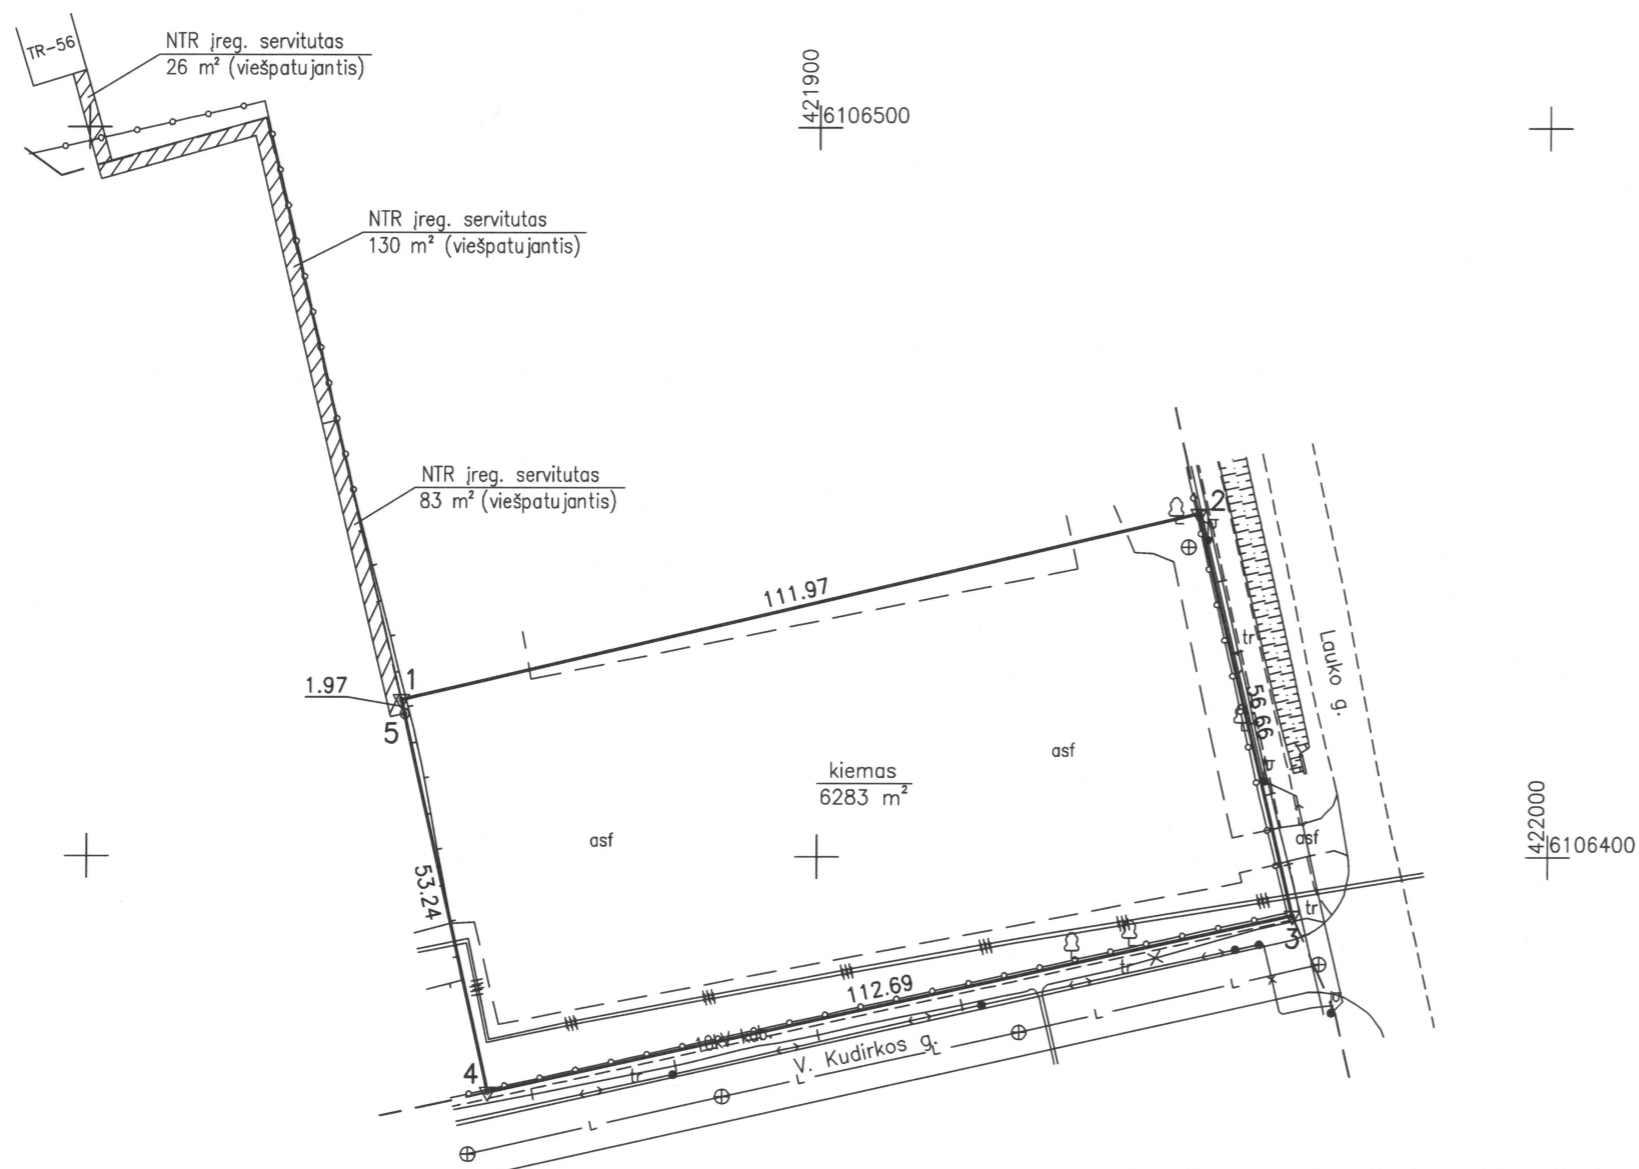 TR-56
NTR įreg. servitutas
26 m² (viešpatujantis)
421900
6106500
NTR įreg. servitutas
130 m² (viešpatujantis)
NTR įreg. servitutas
83 m² (viešpatujantis)
2
111.97
tr
Lauko g.
1
1.97
5
56.66
asf
kiemas
6283 m²
asf
asf
422000
6106400
53.24
tr
3
tr
112.69
10kV kab.
V. Kudirkos g.
L
L
L
L
L
4
tr